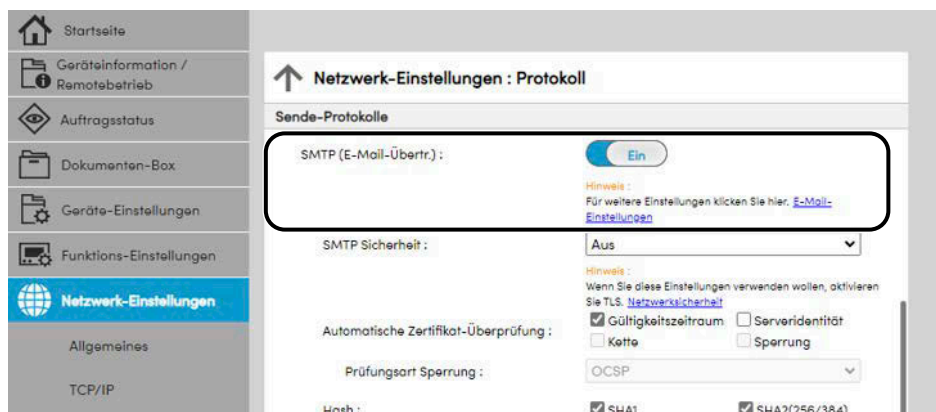 Startseite
Geräteinformation /
Remotebetrieb
Auftragsstatus
Dokumenten-Box
Geräte-Einstellungen
Funktions-Einstellungen
Netzwerk-Einstellungen
Allgemeines
TCP/IP
Netzwerk-Einstellungen : Protokoll
Sende-Protokolle
SMTP (E-Mail-Übertr.) :
Ein
Hinweis :
Für weitere Einstellungen klicken Sie hier. E-Mail-
Einstellungen
SMTP Sicherheit :
Aus
Hinweis :
Wenn Sie diese Einstellungen verwenden wollen, aktivieren
Sie TLS. Netzwerksicherheit
Automatische Zertifikat-Überprüfung :
Gültigkeitszeitraum
Serveridentität
Kette
Sperrung
Prüfungsart Sperrung :
OCSP
Hash :
SHA1
SHA2(256/384)